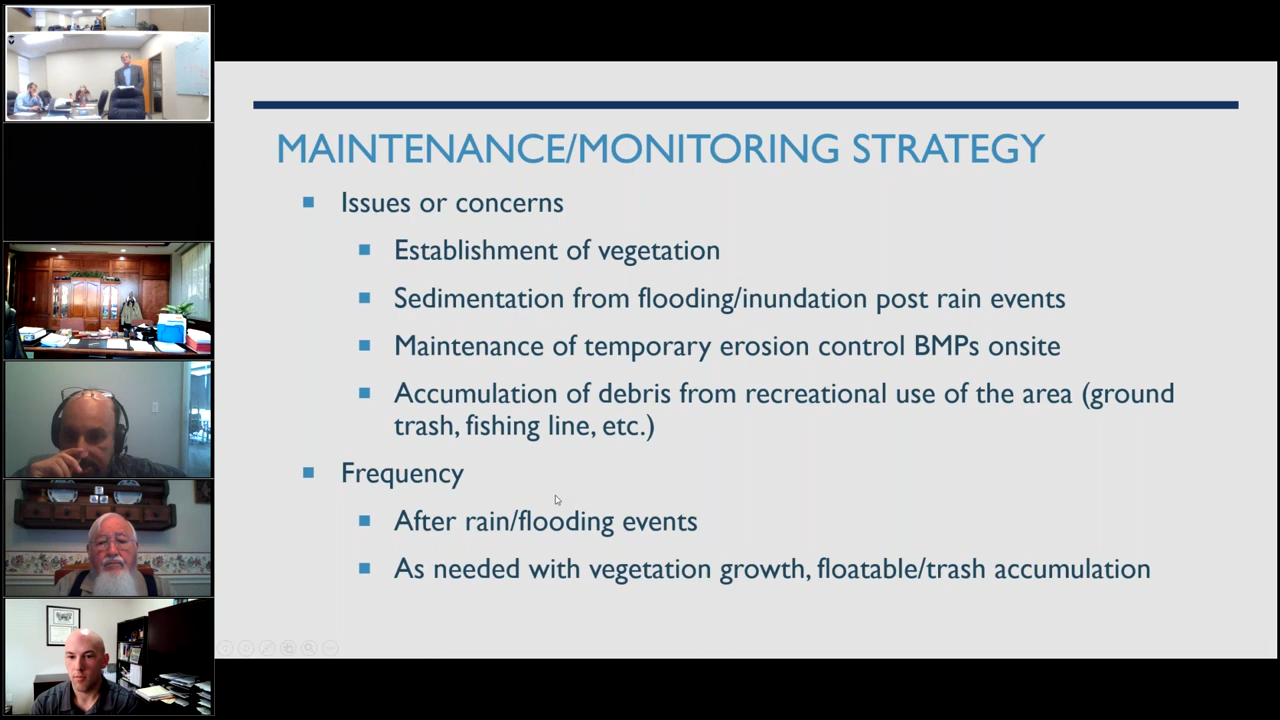 MAINTENANCE/MONITORING STRATEGY
Issues or concerns
Establishment of vegetation
Sedimentation from flooding/inundation post rain events
Maintenance of temporary erosion control BMPs onsite
Accumulation of debris from recreational use of the area (ground
trash, fishing line, etc.)
Frequency
After rain/flooding events
As needed with vegetation growth, floatable/trash accumulation